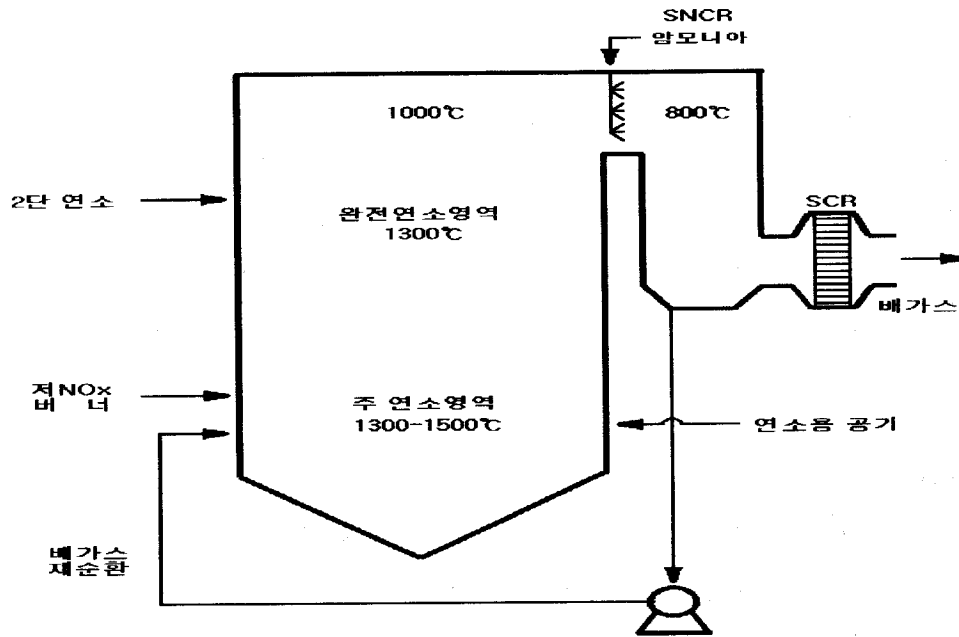 SNCR
암모니아
1000℃
800℃
2단 연소
완전연소영역
1300℃
SCR
배가스
저NOx
버 너
주 연소영역
1300-1500℃
연소용 공기
배가스
재순환